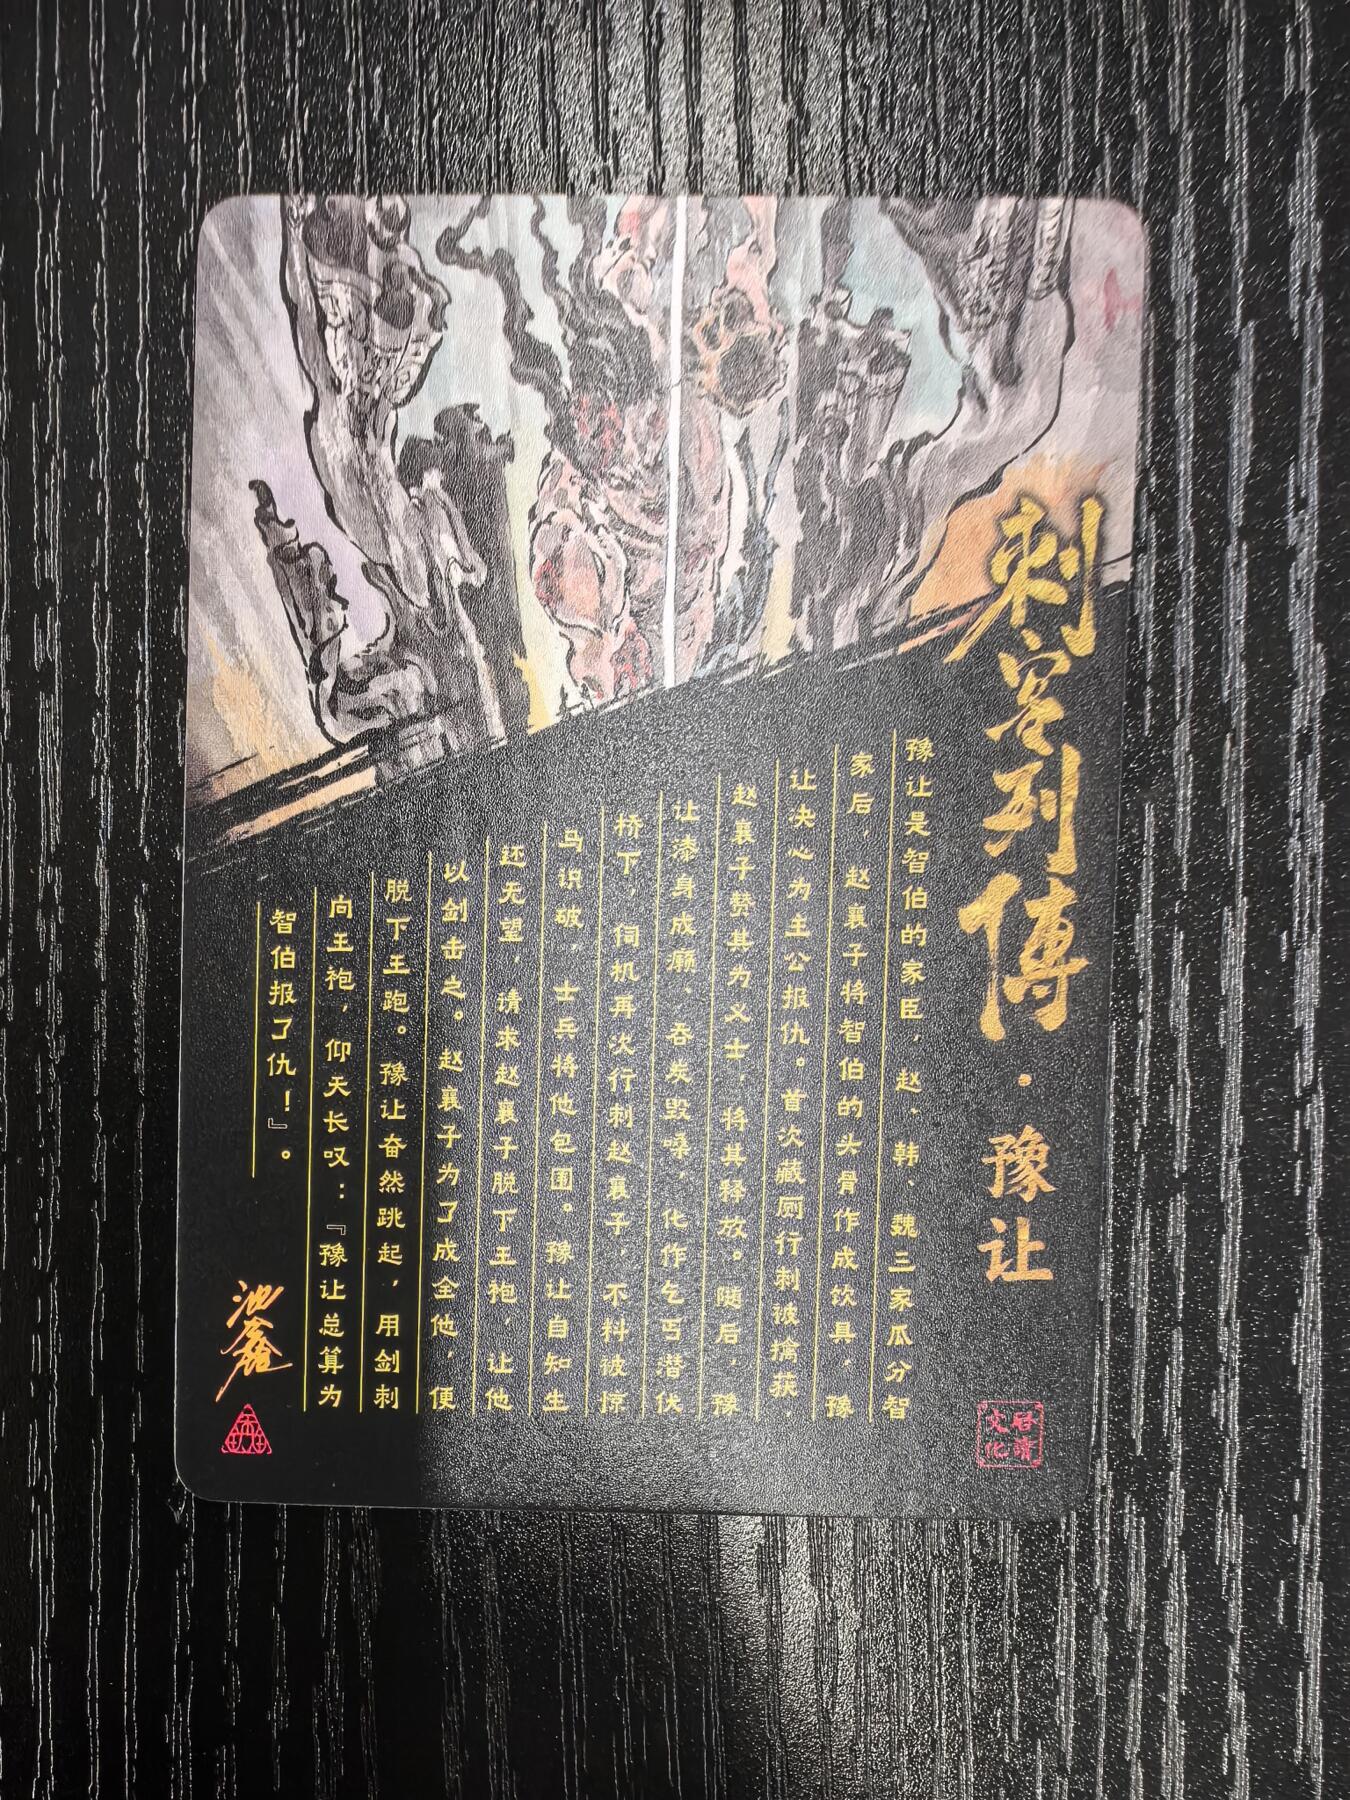 刺客列傳·豫让
豫让是智伯的家臣，赵、韩、魏三家瓜分智
家后，赵襄子将智伯的头骨作成饮具，豫
让决心为主公报仇。首次藏厕行刺被擒获，
赵襄子赞其为义士，将其释放。随后，豫
让漆身成癞、吞炭毁嗓，化作乞丐潜伏
桥下，伺机再次行刺赵襄子，不料被惊
马识破，士兵将他包围。豫让自知生
还无望，请求赵襄子脱下王袍，让他
以剑击之。赵襄子为了成全他，便
脱下王跑。豫让奋然跳起，用剑刺
向王袍，仰天长叹：『豫让总算为
智伯报了仇！』。
池鑫
文化